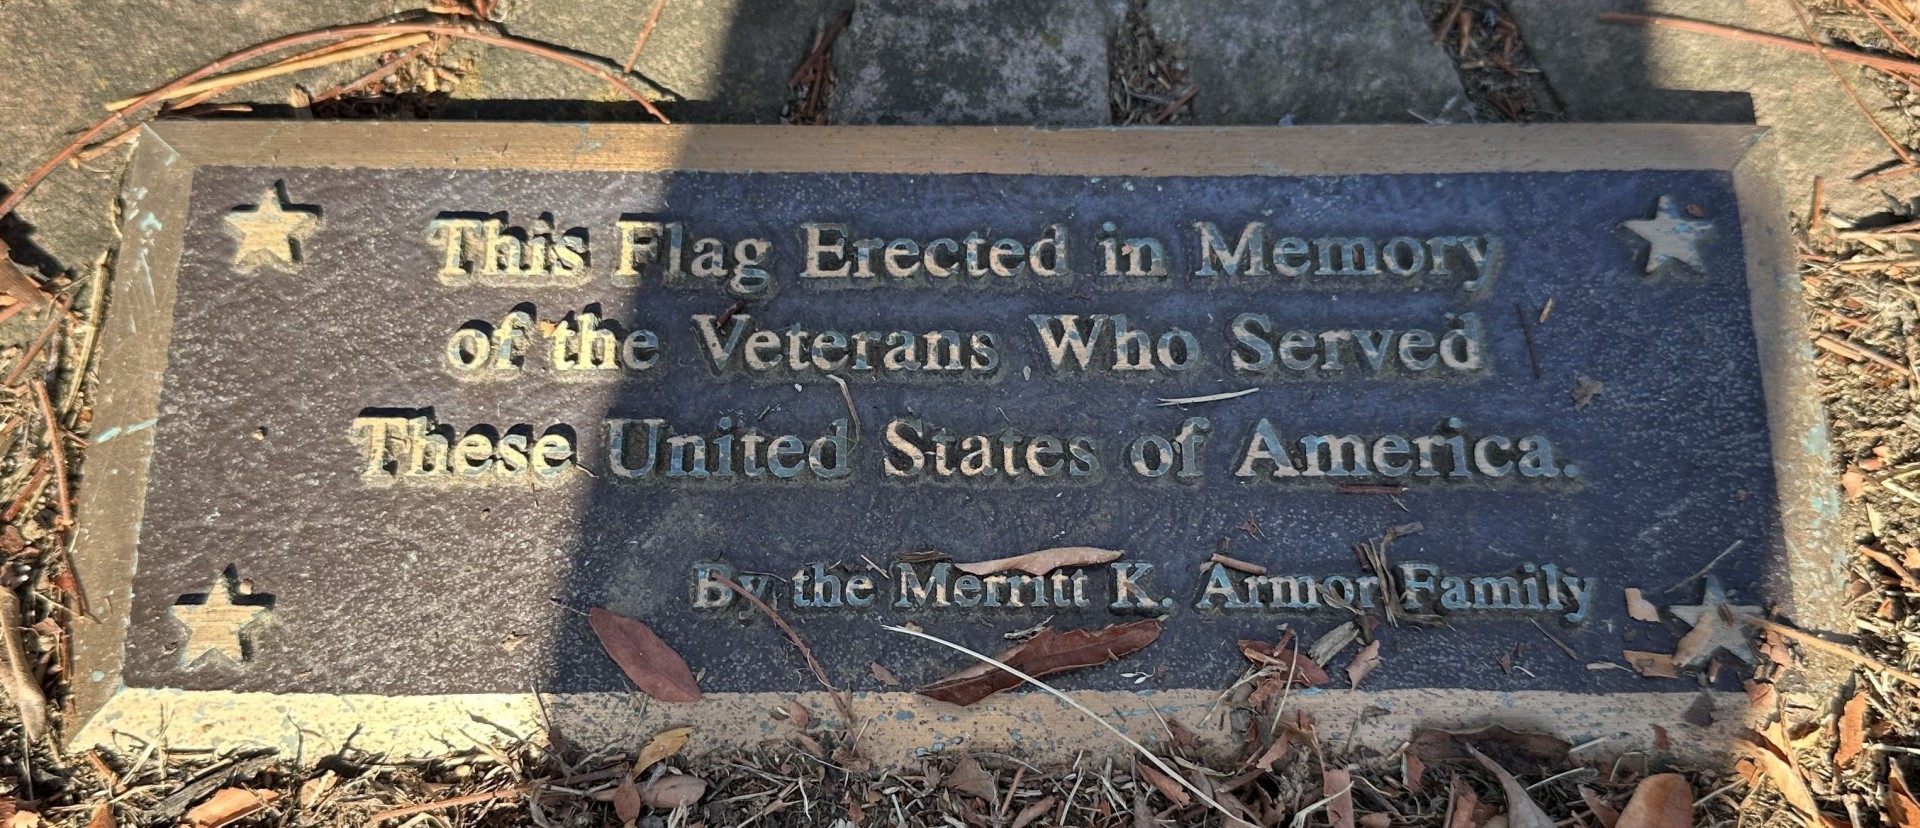 This Flag Erected in Memory
of the Veterans Who Served
These United States of America.
By the Merritt K. Armor Family